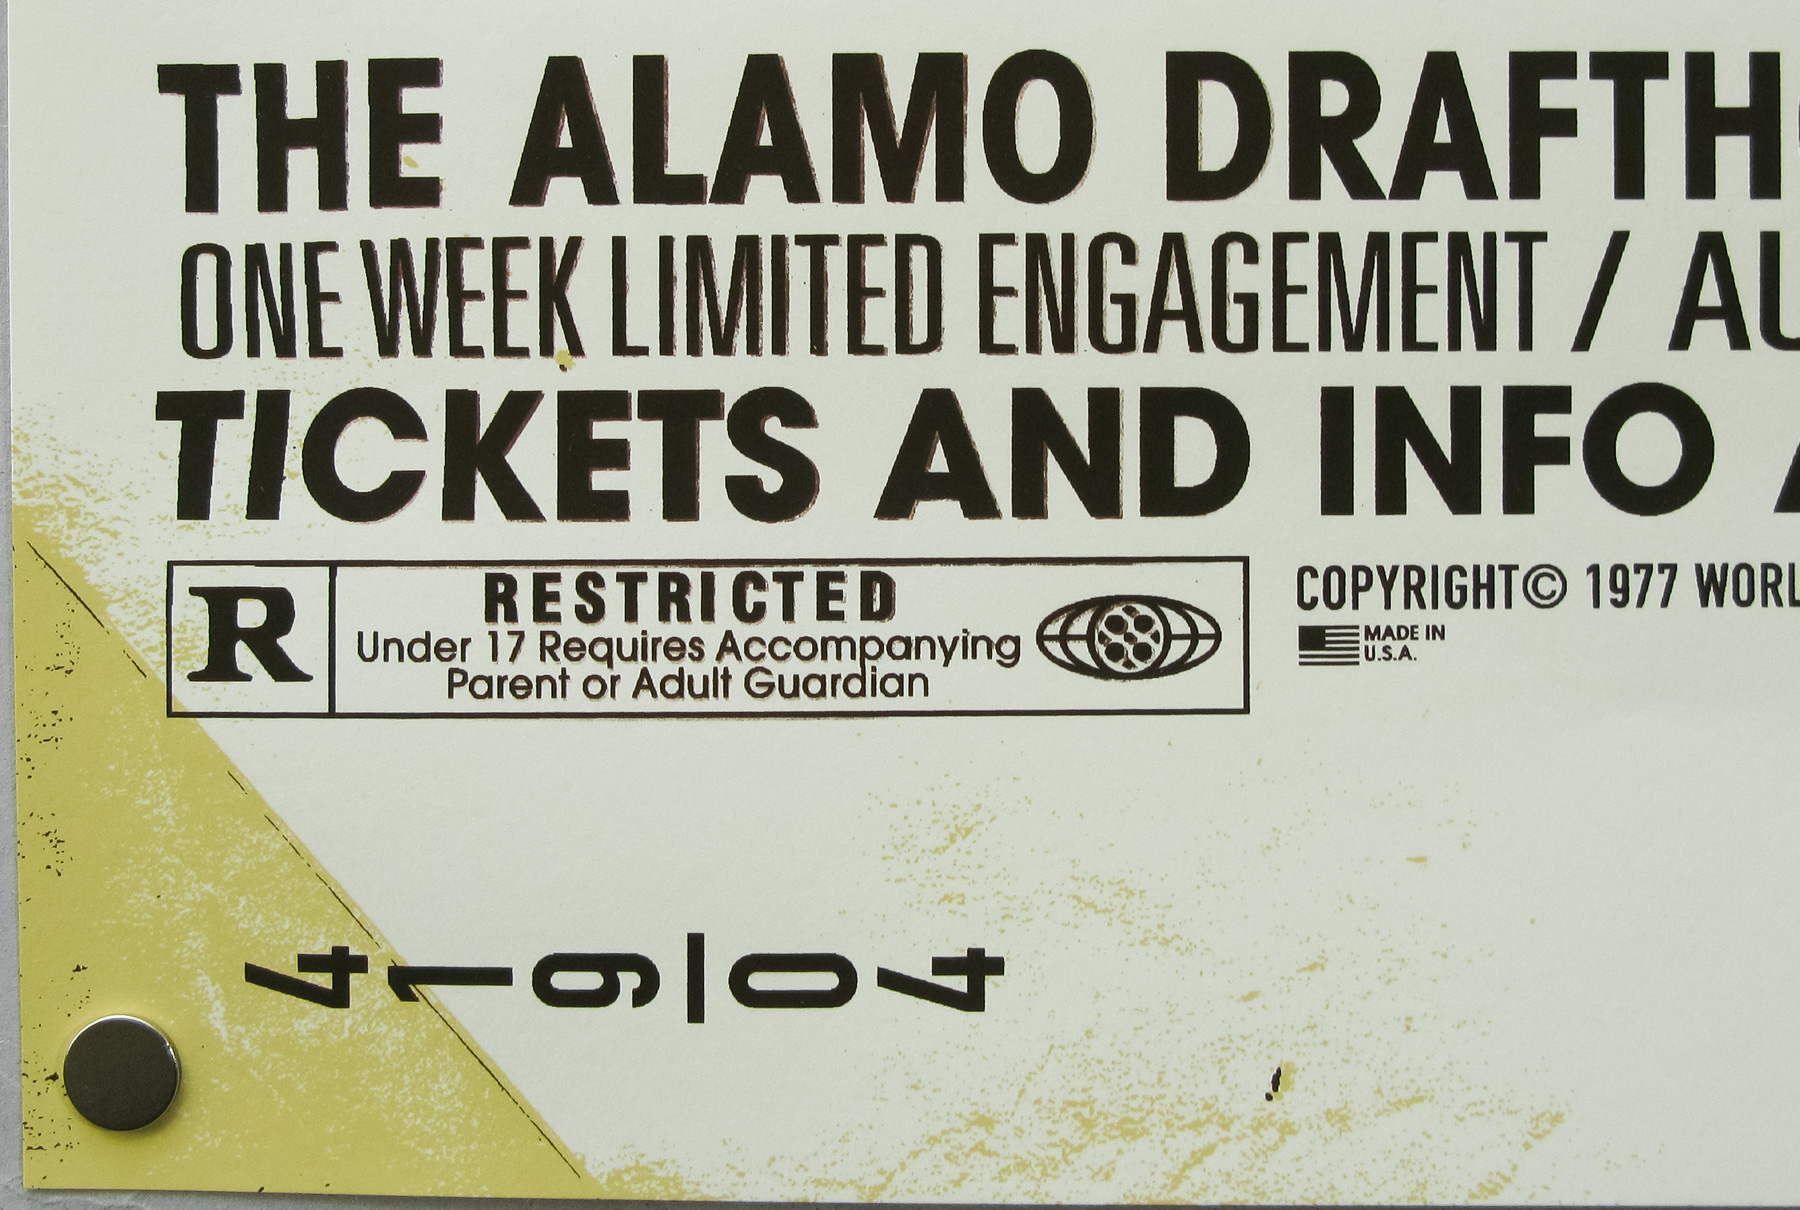 THE ALAMO DRAFTH
ONE WEEK LIMITED ENGAGEMENT / AU
TICKETS AND INFO
R
RESTRICTED
Under 17 Requires Accompanying
Parent or Adult Guardian
COPYRIGHT© 1977 WORL
MADE IN
U.S.A.
419-04